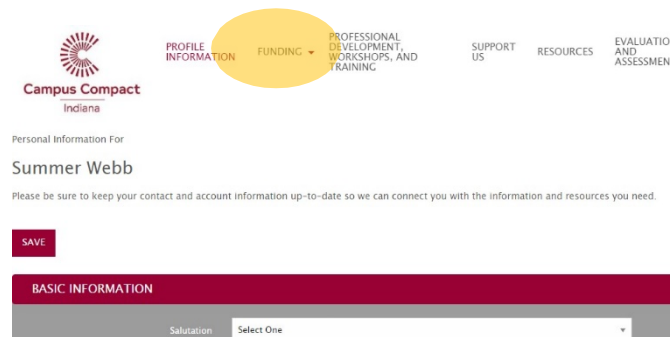 Campus Compact
Indiana
PROFILE
INFORMATION
FUNDING
PROFESSIONAL
DEVELOPMENT,
WORKSHOPS, AND
TRAINING
SUPPORT
US
RESOURCES
EVALUATIO
AND
ASSESSMEN
Personal Information For
Summer Webb
Please be sure to keep your contact and account information up-to-date so we can connect you with the information and resources you need.
SAVE
BASIC INFORMATION
Salutation Select One